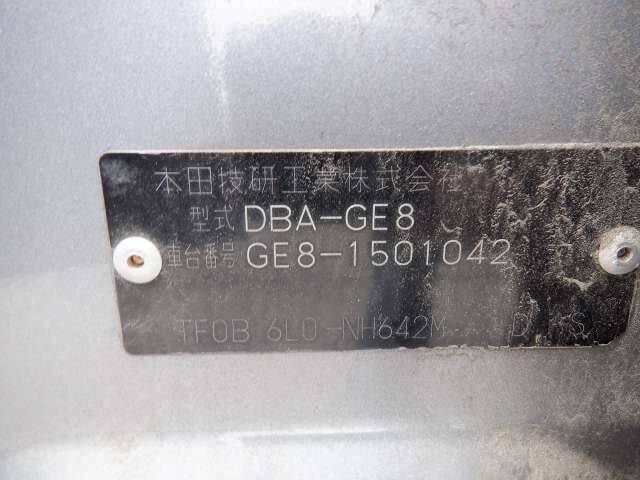 本田技研工業株式会社
型式 DBA-GE8
車台番号 GE8-1501042
TF0B 6L0-NH642M D S